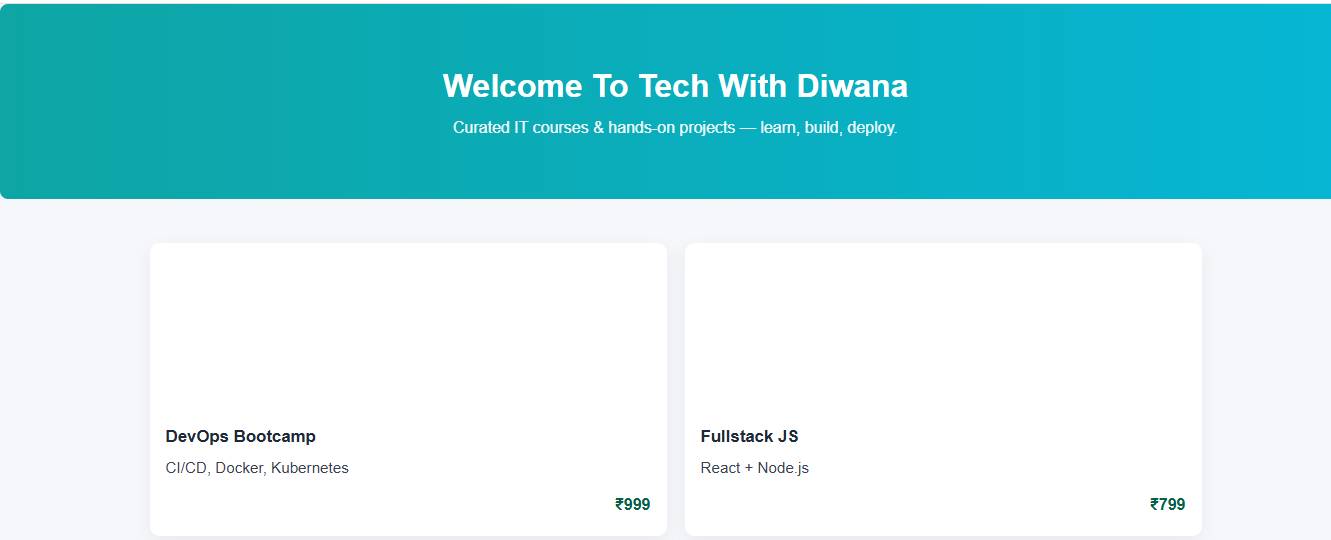 Welcome To Tech With Diwana
Curated IT courses & hands-on projects — learn, build, deploy.
DevOps Bootcamp
CI/CD, Docker, Kubernetes
₹999
Fullstack JS
React + Node.js
₹799